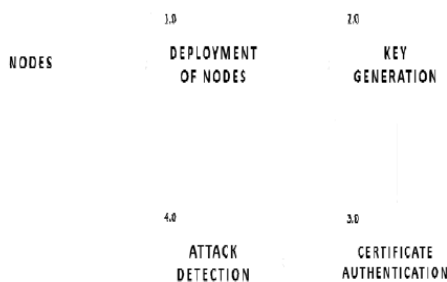 1.0
2.0
NODES
DEPLOYMENT
OF NODES
KEY
GENERATION
4.0
3.0
ATTACK
DETECTION
CERTIFICATE
AUTHENTICATION